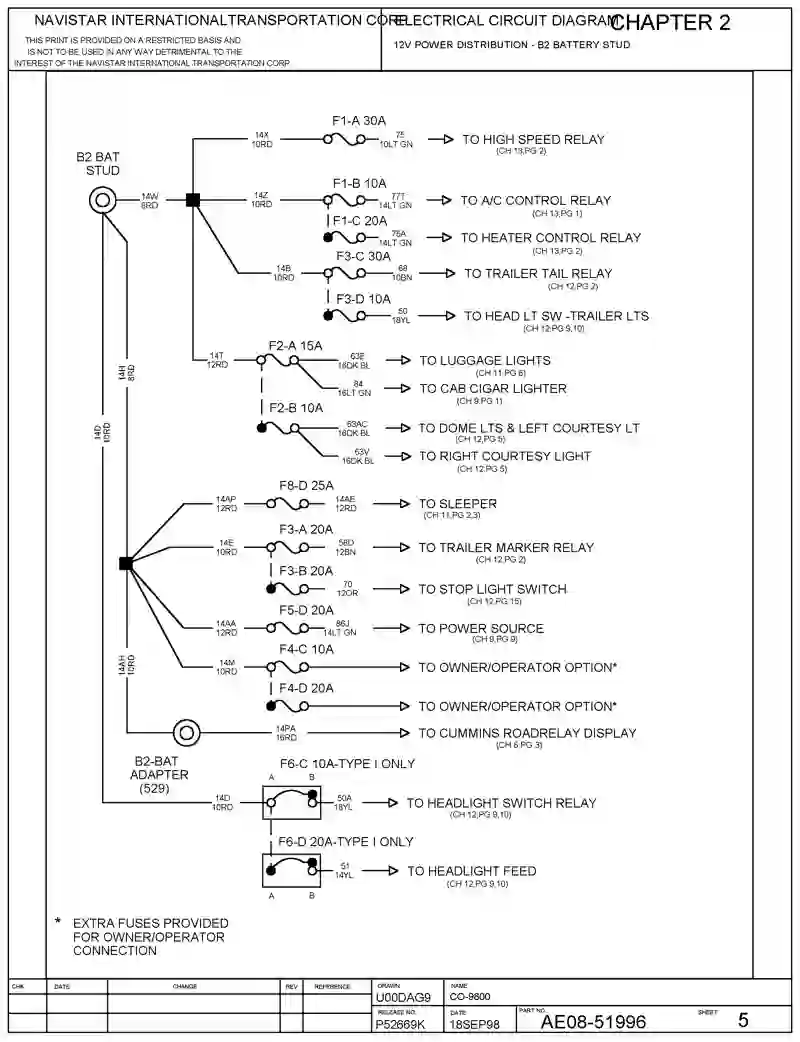 NAVISTAR INTERNATIONALTRANSPORTATION CORP
ELECTRICAL CIRCUIT DIAGRAM
CHAPTER 2
THIS PRINT IS PROVIDED ON A RESTRICTED BASIS AND
IS NOT TO BE USED IN ANY WAY DETRIMENTAL TO THE
INTEREST OF THE NAVISTAR INTERNATIONAL TRANSPORTATION CORP
12V POWER DISTRIBUTION - B2 BATTERY STUD
F1-A 30A
14X
10RD
75
10LT GN
TO HIGH SPEED RELAY
B2 BAT
STUD
14W
8RD
F1-B 10A
14Z
10RD
77T
14LT GN
TO A/C CONTROL RELAY
(CH 13,PG 1)
F1-C 20A
75A
14LT GN
TO HEATER CONTROL RELAY
(CH 13,PG 2)
F3-C 30A
14B
10RD
68
10BN
TO TRAILER TAIL RELAY
(CH 12,PG 2)
F3-D 10A
50
18YL
TO HEAD LT SW -TRAILER LTS
(CH 12,PG 9,10)
F2-A 15A
14T
12RD
63E
16DK BL
TO LUGGAGE LIGHTS
(CH 11,PG 6)
84
16LT GN
TO CAB CIGAR LIGHTER
(CH 9,PG 1)
14H
8RD
14D
10RD
F2-B 10A
63AC
16DK BL
TO DOME LTS & LEFT COURTESY LT
(CH 12,PG 5)
63V
16DK BL
TO RIGHT COURTESY LIGHT
(CH 12,PG 5)
F8-D 25A
14AP
12RD
14AE
12RD
TO SLEEPER
(CH 11,PG 2,3)
F3-A 20A
14E
10RD
58D
12BN
TO TRAILER MARKER RELAY
(CH 12,PG 2)
F3-B 20A
70
12OR
TO STOP LIGHT SWITCH
(CH 12,PG 15)
F5-D 20A
14AA
12RD
86J
14LT GN
TO POWER SOURCE
(CH 9,PG 9)
F4-C 10A
14AH
10RD
14M
10RD
TO OWNER/OPERATOR OPTION*
F4-D 20A
TO OWNER/OPERATOR OPTION*
14PA
16RD
TO CUMMINS ROADRELAY DISPLAY
(CH 6,PG 3)
B2-BAT
ADAPTER
(529)
F6-C 10A-TYPE I ONLY
A B
14D
10RD
50A
18YL
TO HEADLIGHT SWITCH RELAY
(CH 12,PG 9,10)
F6-D 20A-TYPE I ONLY
51
14YL
TO HEADLIGHT FEED
(CH 12,PG 9,10)
A B
* EXTRA FUSES PROVIDED
FOR OWNER/OPERATOR
CONNECTION
CHK DATE CHANGE REV REFERENCE
DRAWN
U00DAG9
NAME
CO-9800
RELEASE NO.
P52669K
DATE
18SEP98
PART NO.
AE08-51996
SHEET
5